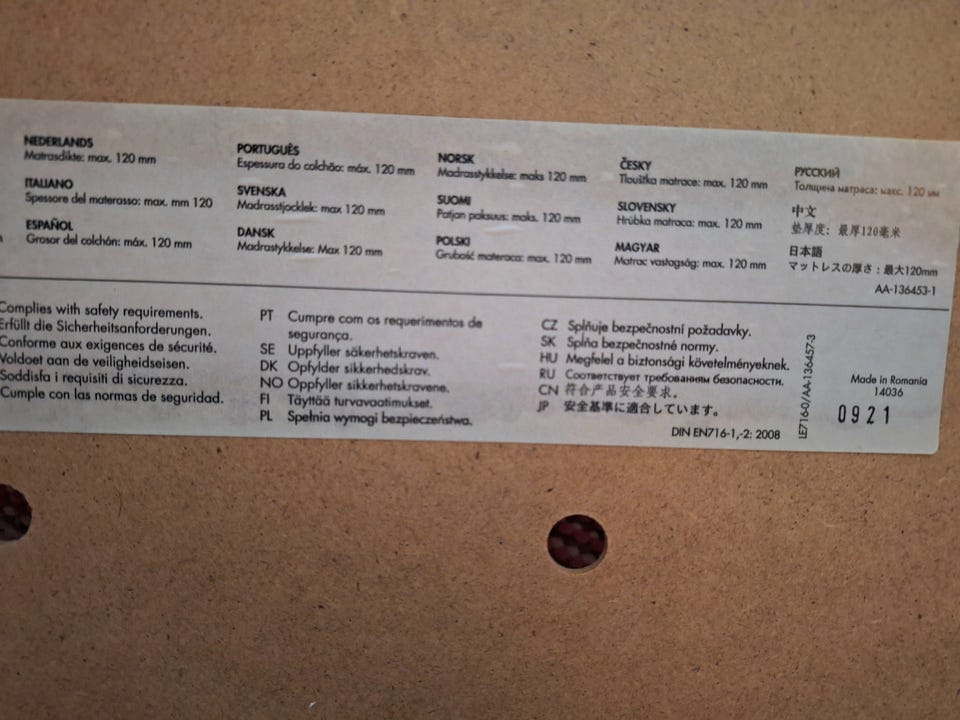 NEDERLANDS
Matrasdikte: max. 120 mm
ITALIANO
Spessore del materasso: max. mm 120
ESPAÑOL
Grosor del colchón: máx. 120 mm
PORTUGUÊS
Espessura do colchão: máx. 120 mm
SVENSKA
Madrasstjocklek: max 120 mm
DANSK
Madrastykkelse: Max 120 mm
NORSK
Madrasstykkelse: maks 120 mm
SUOMI
Patjan paksuus: maks. 120 mm
POLSKI
Grubość materaca: max. 120 mm
ČESKY
Tloušťka matrace: max. 120 mm
SLOVENSKY
Hrúbka matraca: max. 120 mm
MAGYAR
Matrac vastagság: max. 120 mm
РУССКИЙ
Толщина матраса: макс. 120 мм
中文
垫厚度：最厚120毫米
日本語
マットレスの厚さ：最大120mm
AA-136453-1
Complies with safety requirements.
Erfüllt die Sicherheitsanforderungen.
Conforme aux exigences de sécurité.
Voldoet aan de veiligheidseisen.
Soddisfa i requisiti di sicurezza.
Cumple con las normas de seguridad.
PT Cumpre com os requerimentos de
segurança.
SE Uppfyller säkerhetskraven.
DK Opfylder sikkerhedskrav.
NO Oppfyller sikkerhetskravene.
FI Täyttää turvavaatimukset.
PL Spełnia wymogi bezpieczeństwa.
CZ Splňuje bezpečnostní požadavky.
SK Spĺňa bezpečnostné normy.
HU Megfelel a biztonsági követelményeknek.
RU Соответствует требованиям безопасности.
CN 符合产品安全要求。
JP 安全基準に適合しています。
DIN EN716-1,-2: 2008
LE716-0/AA-136457-3
Made in Romania
14036
0921